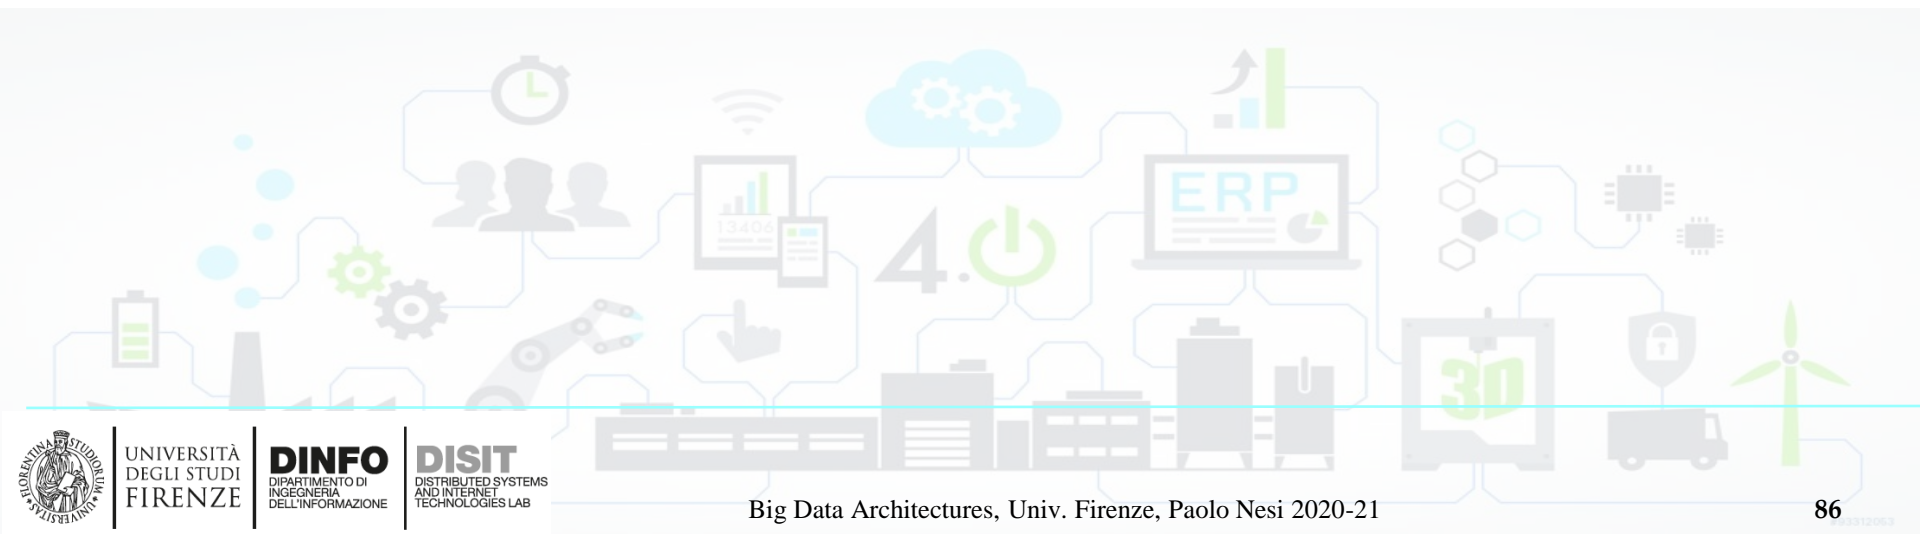 ERP
13406
4.
3D
UNIVERSITÀ
DEGLI STUDI
FIRENZE
DINFO
DIPARTIMENTO DI
INGEGNERIA
DELL'INFORMAZIONE
DISIT
DISTRIBUTED SYSTEMS
AND INTERNET
TECHNOLOGIES LAB
Big Data Architectures, Univ. Firenze, Paolo Nesi 2020-21
86